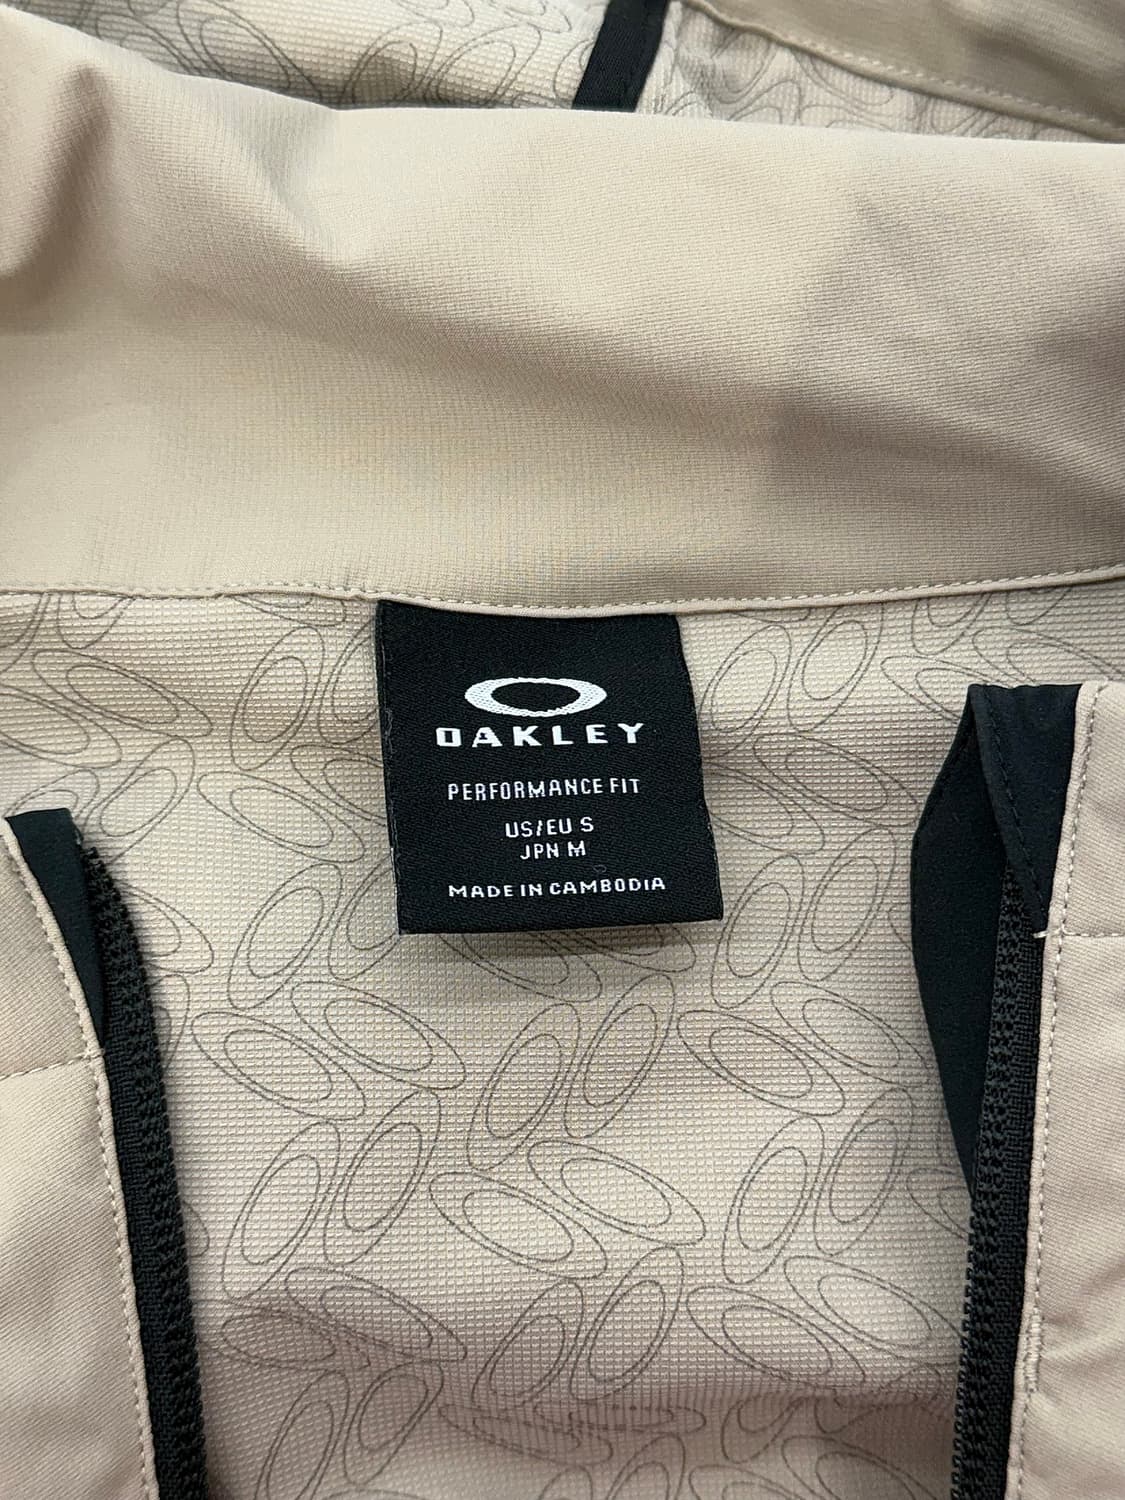 OAKLEY
PERFORMANCE FIT
US/EU S
JPN M
MADE IN CAMBODIA